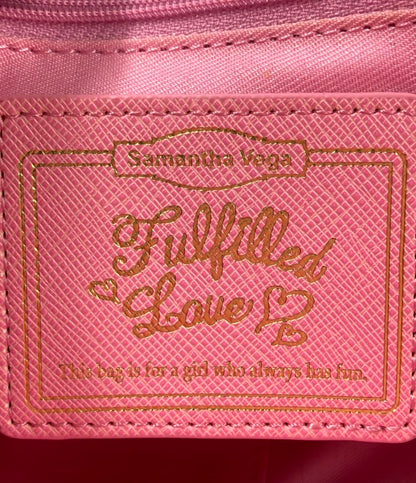 Samantha Vega
Fulfilled
Love
This bag is for a girl who always has fun.